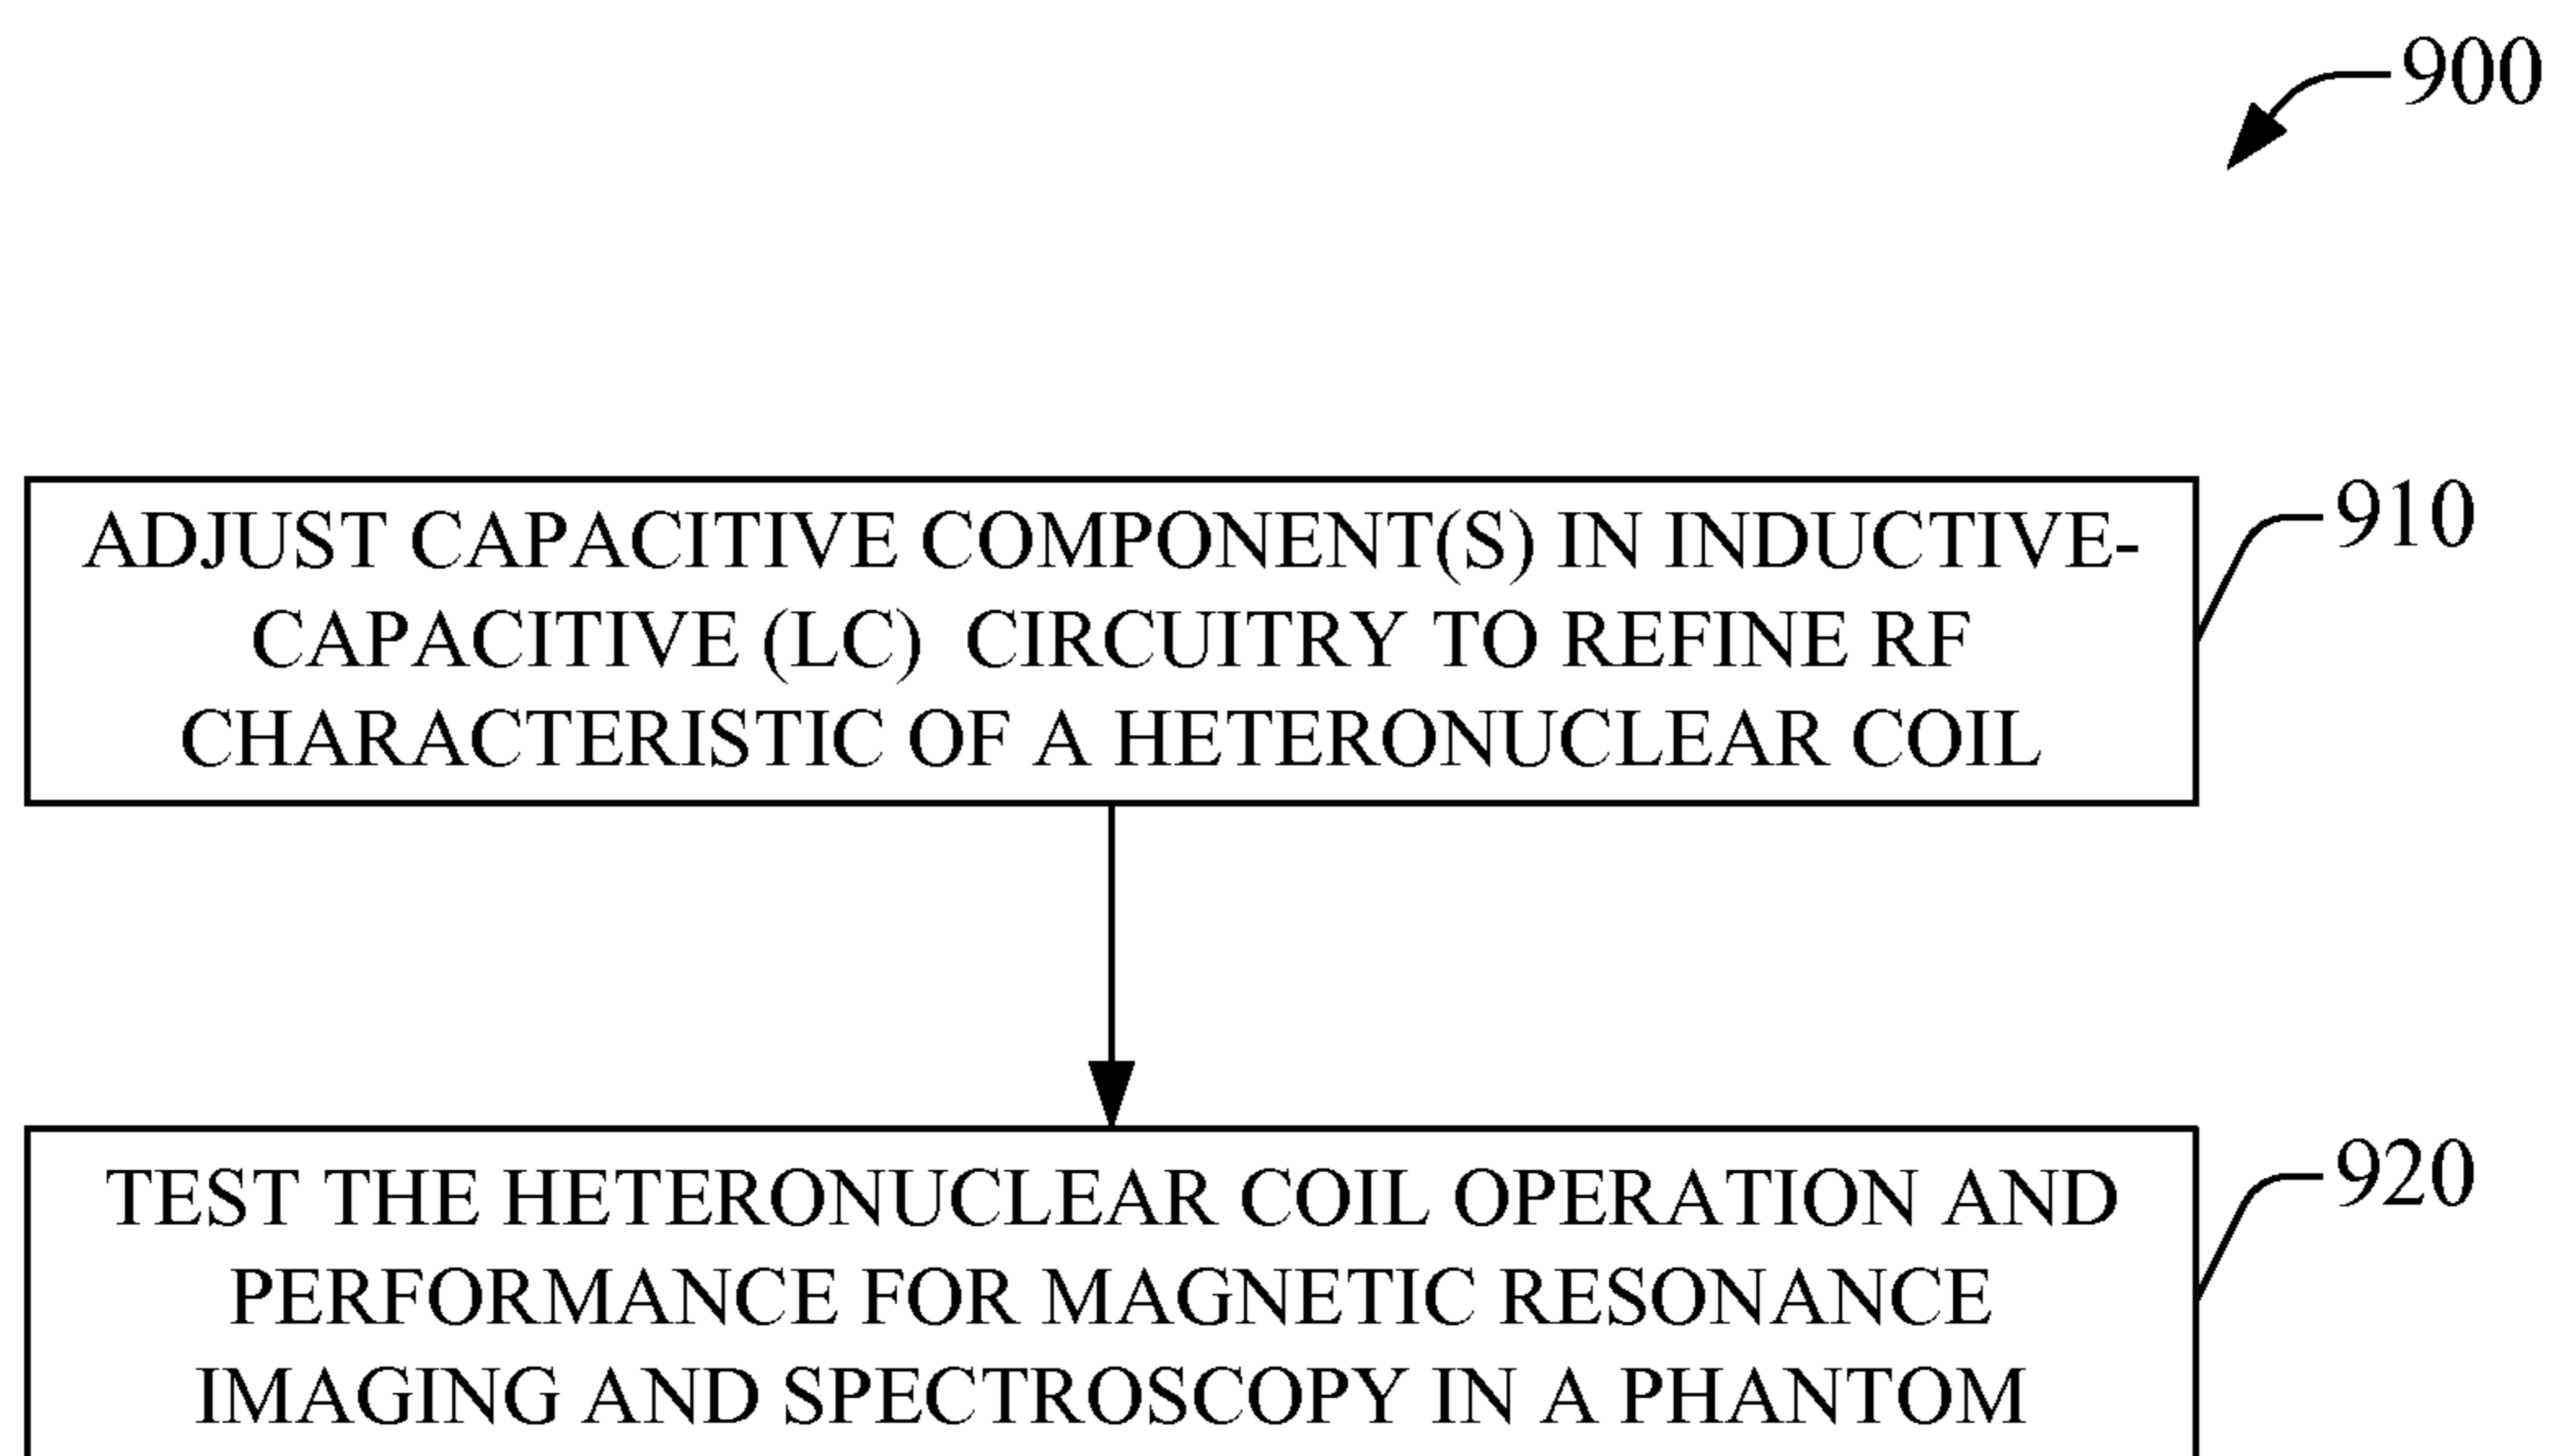 900
ADJUST CAPACITIVE COMPONENT(S) IN INDUCTIVE-
CAPACITIVE (LC) CIRCUITRY TO REFINE RF
CHARACTERISTIC OF A HETERONUCLEAR COIL
910
TEST THE HETERONUCLEAR COIL OPERATION AND
PERFORMANCE FOR MAGNETIC RESONANCE
IMAGING AND SPECTROSCOPY IN A PHANTOM
920